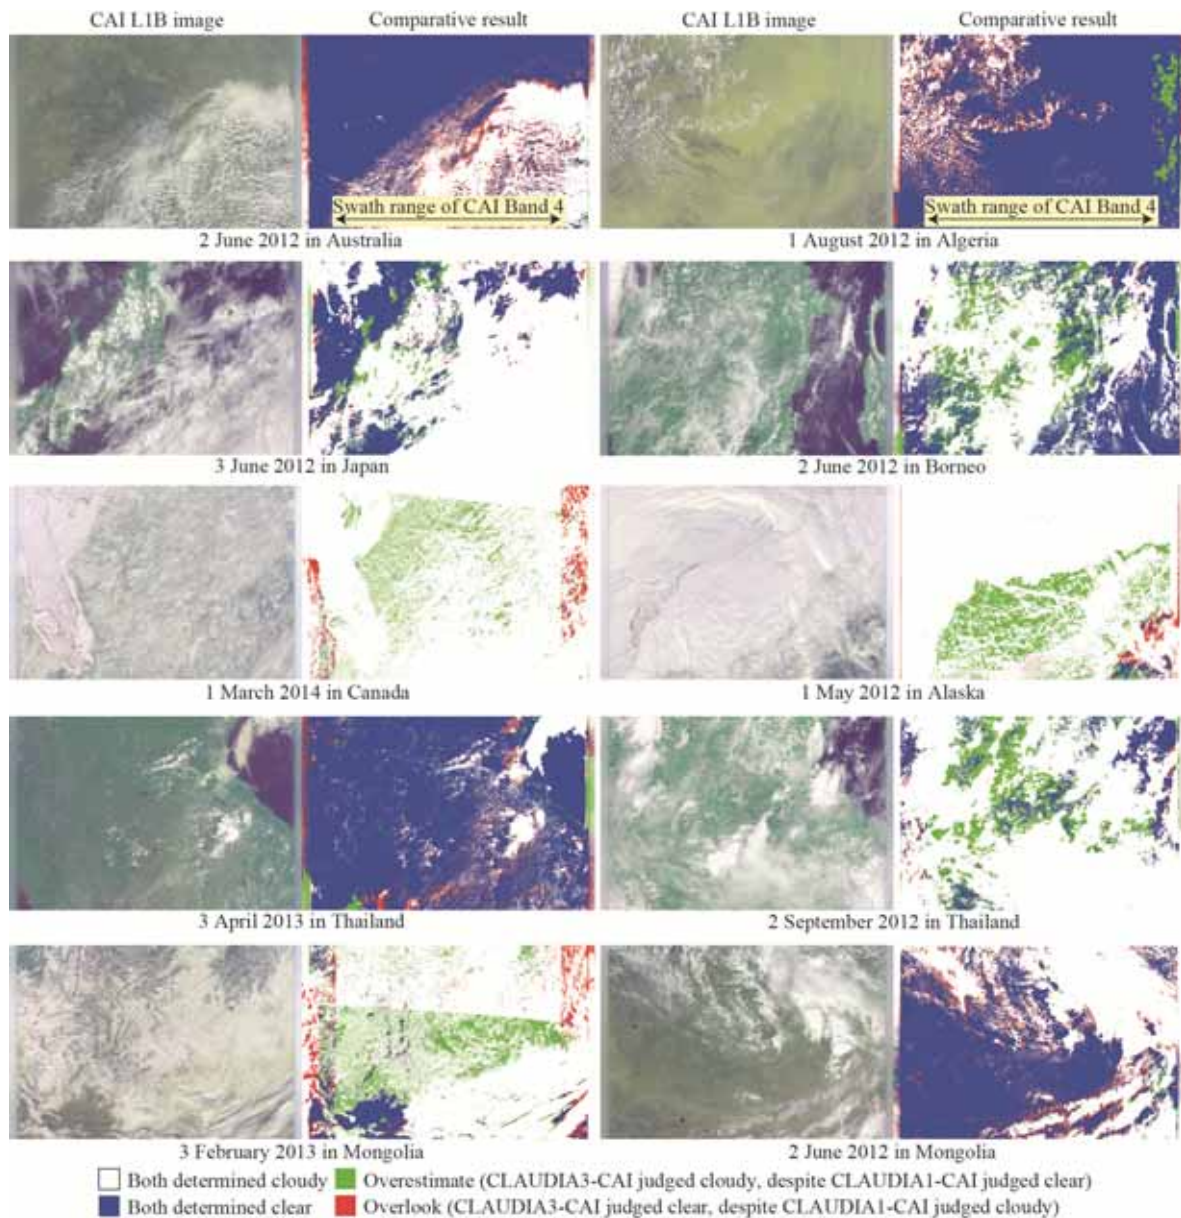 CAI L1B image Comparative result CAI L1B image Comparative result
Swath range of CAI Band 4 Swath range of CAI Band 4
2 June 2012 in Australia 1 August 2012 in Algeria
3 June 2012 in Japan 2 June 2012 in Borneo
1 March 2014 in Canada 1 May 2012 in Alaska
3 April 2013 in Thailand 2 September 2012 in Thailand
3 February 2013 in Mongolia 2 June 2012 in Mongolia
Both determined cloudy Overestimate (CLAUDIA3-CAI judged cloudy, despite CLAUDIA1-CAI judged clear)
Both determined clear Overlook (CLAUDIA3-CAI judged clear, despite CLAUDIA1-CAI judged cloudy)